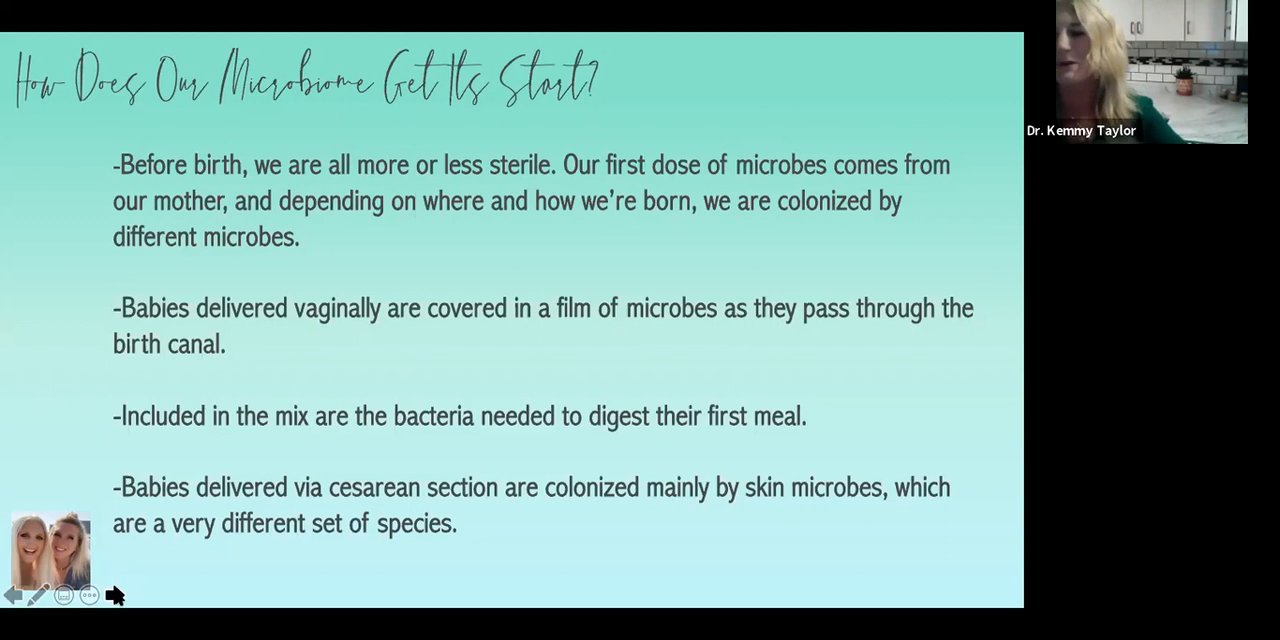 How Does Our Microbiome Get Its Start?
Dr. Kemmy Taylor
-Before birth, we are all more or less sterile. Our first dose of microbes comes from
our mother, and depending on where and how we’re born, we are colonized by
different microbes.
-Babies delivered vaginally are covered in a film of microbes as they pass through the
birth canal.
-Included in the mix are the bacteria needed to digest their first meal.
-Babies delivered via cesarean section are colonized mainly by skin microbes, which
are a very different set of species.